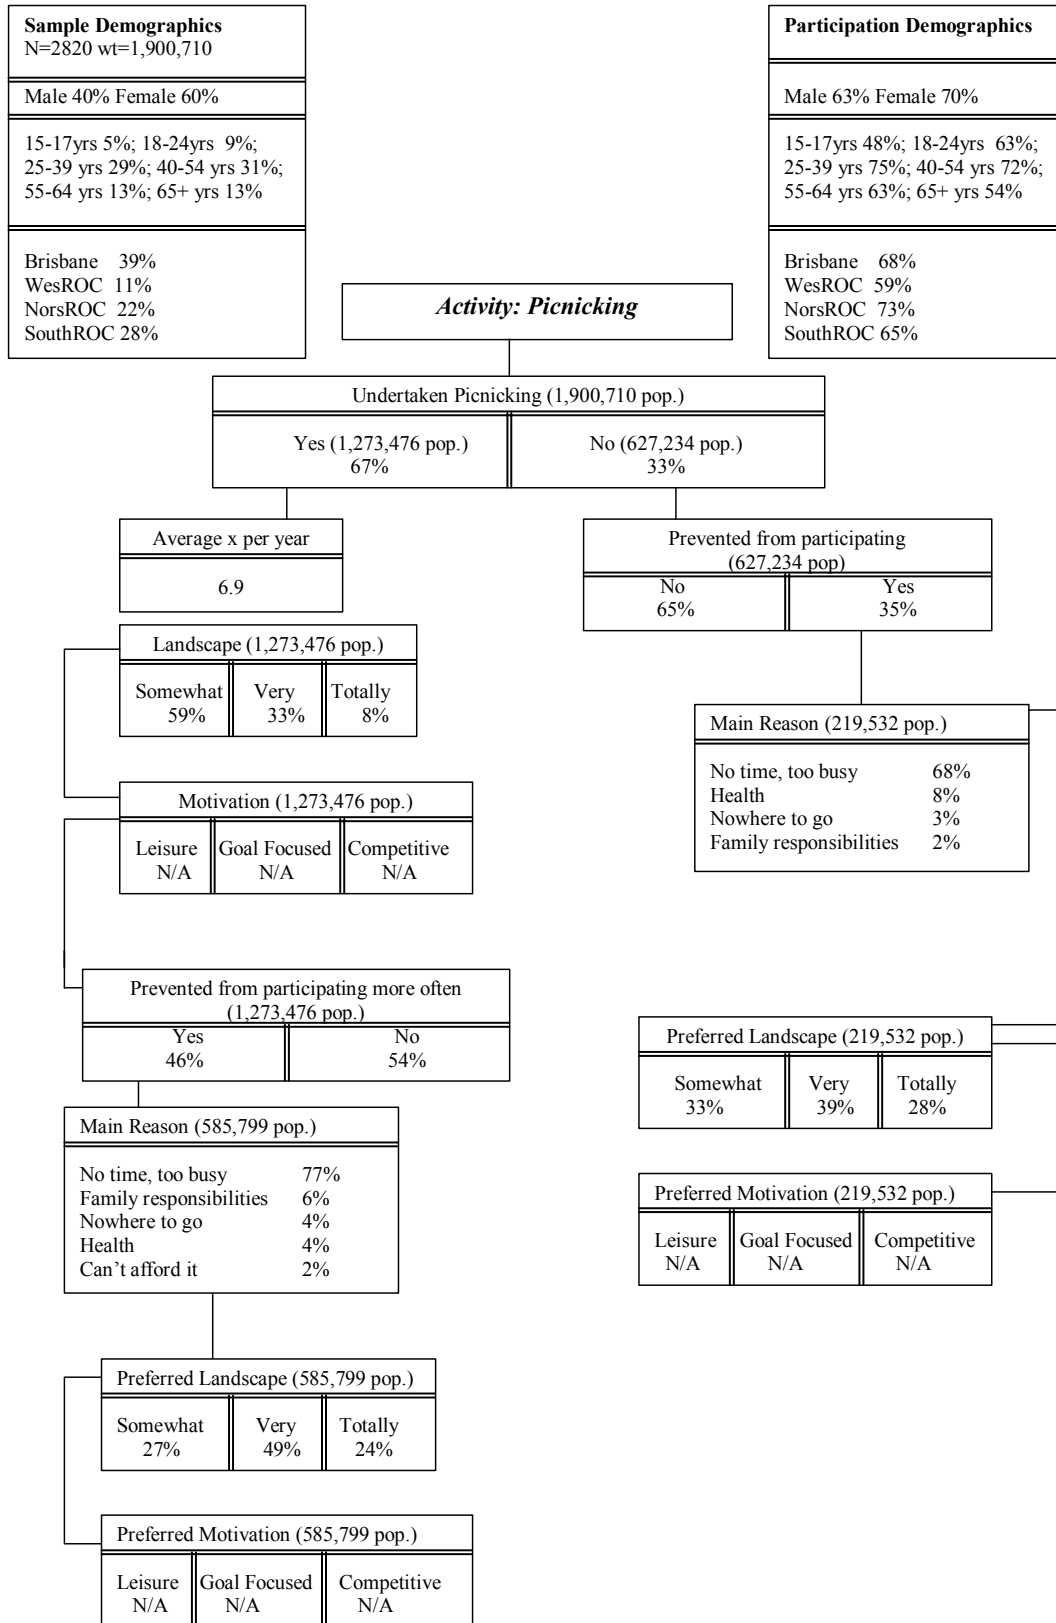 Sample Demographics
N=2820 wt=1,900,710
Male 40% Female 60%
15-17yrs 5%; 18-24yrs 9%;
25-39 yrs 29%; 40-54 yrs 31%;
55-64 yrs 13%; 65+ yrs 13%
Brisbane 39%
WesROC 11%
NorsROC 22%
SouthROC 28%
Participation Demographics
Male 63% Female 70%
15-17yrs 48%; 18-24yrs 63%;
25-39 yrs 75%; 40-54 yrs 72%;
55-64 yrs 63%; 65+ yrs 54%
Brisbane 68%
WesROC 59%
NorsROC 73%
SouthROC 65%
Activity: Picnicking
Undertaken Picnicking (1,900,710 pop.)
Yes (1,273,476 pop.) No (627,234 pop.)
67% 33%
Average x per year
6.9
Landscape (1,273,476 pop.)
Somewhat Very Totally
59% 33% 8%
Motivation (1,273,476 pop.)
Leisure Goal Focused Competitive
N/A N/A N/A
Prevented from participating more often
(1,273,476 pop.)
Yes No
46% 54%
Main Reason (585,799 pop.)
No time, too busy 77%
Family responsibilities 6%
Nowhere to go 4%
Health 4%
Can’t afford it 2%
Preferred Landscape (585,799 pop.)
Somewhat Very Totally
27% 49% 24%
Preferred Motivation (585,799 pop.)
Leisure Goal Focused Competitive
N/A N/A N/A
Prevented from participating
(627,234 pop)
No Yes
65% 35%
Main Reason (219,532 pop.)
No time, too busy 68%
Health 8%
Nowhere to go 3%
Family responsibilities 2%
Preferred Landscape (219,532 pop.)
Somewhat Very Totally
33% 39% 28%
Preferred Motivation (219,532 pop.)
Leisure Goal Focused Competitive
N/A N/A N/A